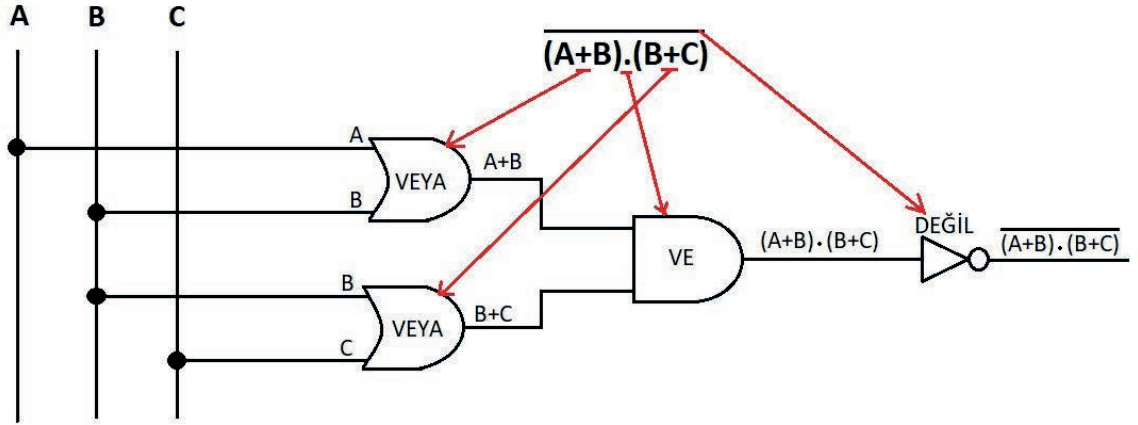 A B C
(A+B).(B+C)
A
VEYA
A+B
B
DEĞİL
VE
(A+B).(B+C)
(A+B).(B+C)
B
VEYA
B+C
C